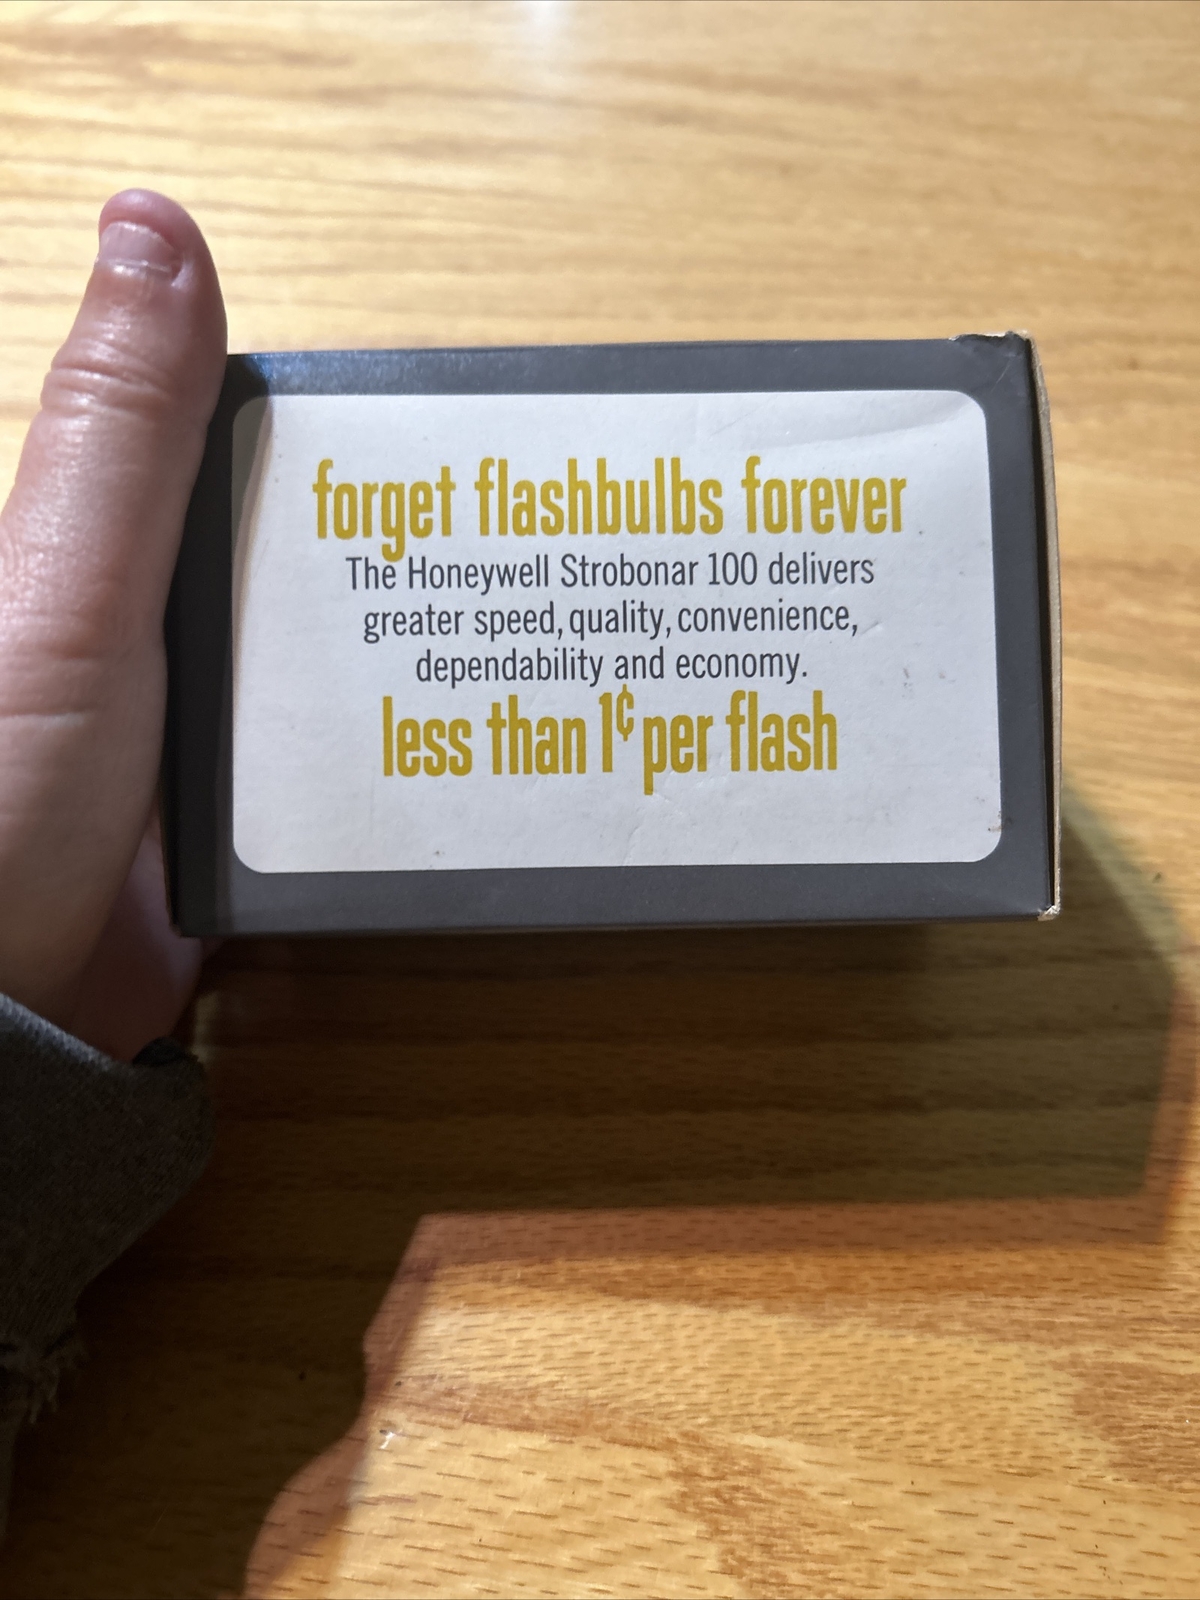 forget flashbulbs forever
The Honeywell Strobonar 100 delivers
greater speed, quality, convenience,
dependability and economy.
less than 1¢ per flash